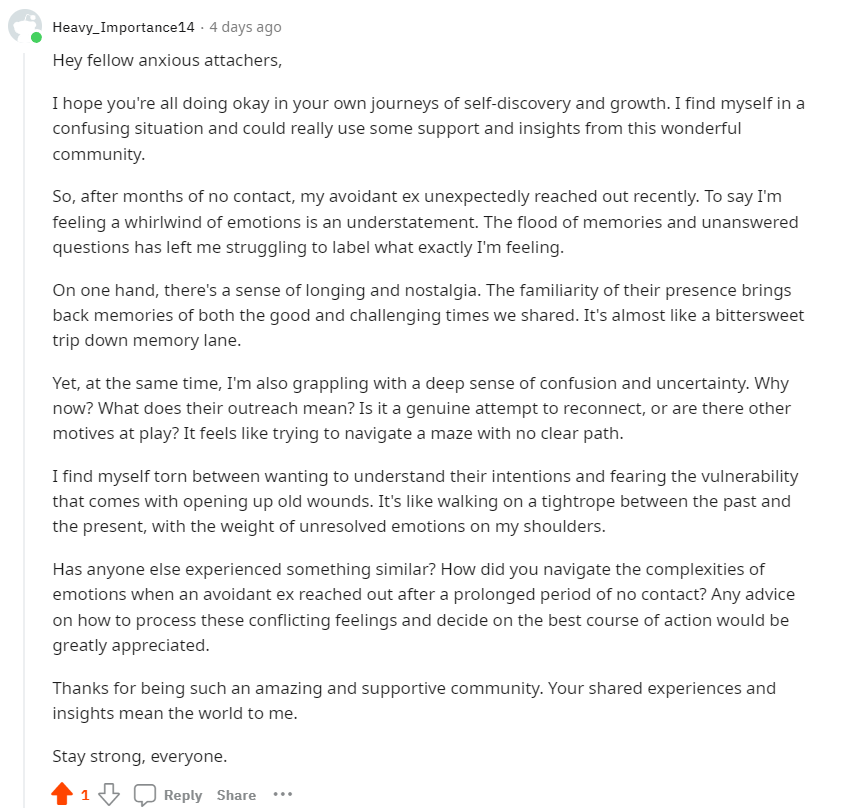 Heavy_Importance14 · 4 days ago
Hey fellow anxious attachers,
I hope you're all doing okay in your own journeys of self-discovery and growth. I find myself in a
confusing situation and could really use some support and insights from this wonderful
community.
So, after months of no contact, my avoidant ex unexpectedly reached out recently. To say I'm
feeling a whirlwind of emotions is an understatement. The flood of memories and unanswered
questions has left me struggling to label what exactly I'm feeling.
On one hand, there's a sense of longing and nostalgia. The familiarity of their presence brings
back memories of both the good and challenging times we shared. It's almost like a bittersweet
trip down memory lane.
Yet, at the same time, I'm also grappling with a deep sense of confusion and uncertainty. Why
now? What does their outreach mean? Is it a genuine attempt to reconnect, or are there other
motives at play? It feels like trying to navigate a maze with no clear path.
I find myself torn between wanting to understand their intentions and fearing the vulnerability
that comes with opening up old wounds. It's like walking on a tightrope between the past and
the present, with the weight of unresolved emotions on my shoulders.
Has anyone else experienced something similar? How did you navigate the complexities of
emotions when an avoidant ex reached out after a prolonged period of no contact? Any advice
on how to process these conflicting feelings and decide on the best course of action would be
greatly appreciated.
Thanks for being such an amazing and supportive community. Your shared experiences and
insights mean the world to me.
Stay strong, everyone.
1 Reply Share ···